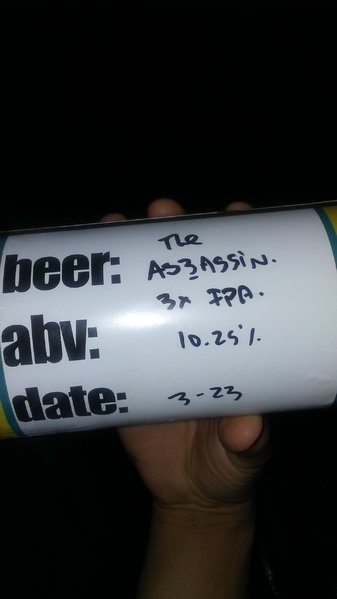 The
beer: AS3ASSiN.
3x IPA.
abv: 10.25%
date: 3-23